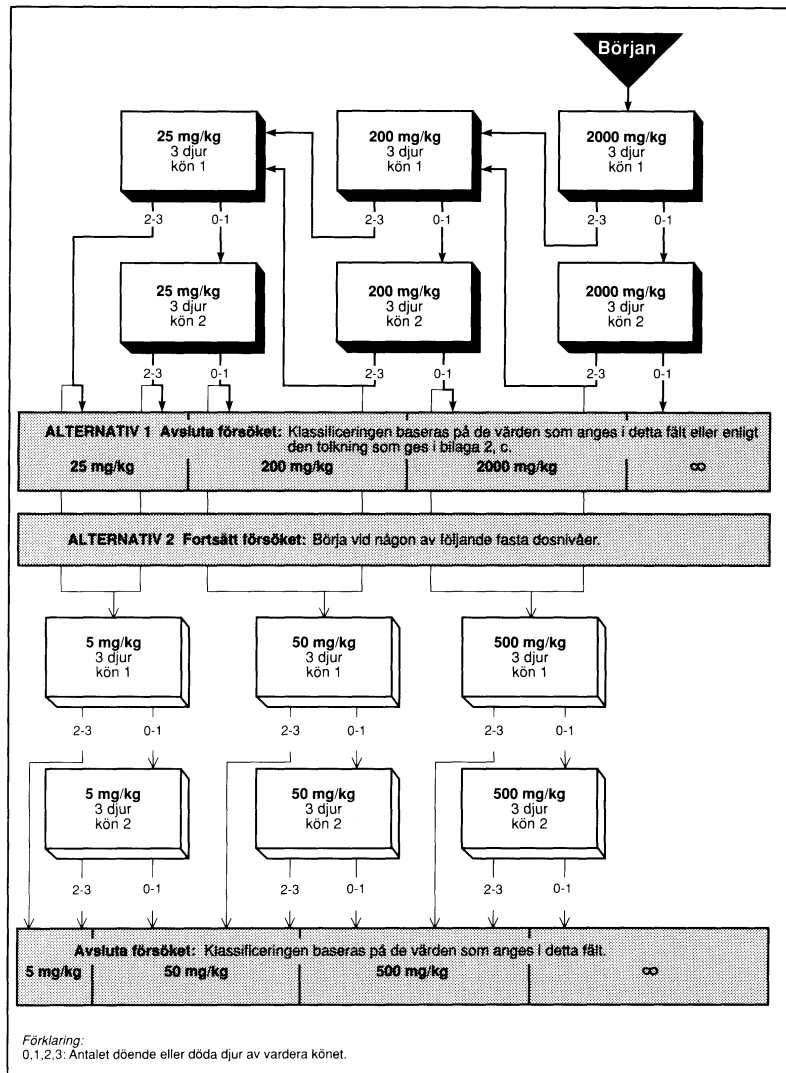 Början
25 mg/kg
3 djur
kön 1
200 mg/kg
3 djur
kön 1
2000 mg/kg
3 djur
kön 1
2-3 0-1 2-3 0-1 2-3 0-1
25 mg/kg
3 djur
kön 2
200 mg/kg
3 djur
kön 2
2000 mg/kg
3 djur
kön 2
2-3 0-1 2-3 0-1 2-3 0-1
ALTERNATIV 1 Avsluta försöket: Klassificeringen baseras på de värden som anges i detta fält eller enligt
den tolkning som ges i bilaga 2, c.
25 mg/kg 200 mg/kg 2000 mg/kg ∞
ALTERNATIV 2 Fortsätt försöket: Börja vid någon av följande fasta dosnivåer.
5 mg/kg
3 djur
kön 1
50 mg/kg
3 djur
kön 1
500 mg/kg
3 djur
kön 1
2-3 0-1 2-3 0-1 2-3 0-1
5 mg/kg
3 djur
kön 2
50 mg/kg
3 djur
kön 2
500 mg/kg
3 djur
kön 2
2-3 0-1 2-3 0-1 2-3 0-1
Avsluta försöket: Klassificeringen baseras på de värden som anges i detta fält.
5 mg/kg 50 mg/kg 500 mg/kg ∞
Förklaring:
0,1,2,3: Antalet döende eller döda djur av vardera könet.